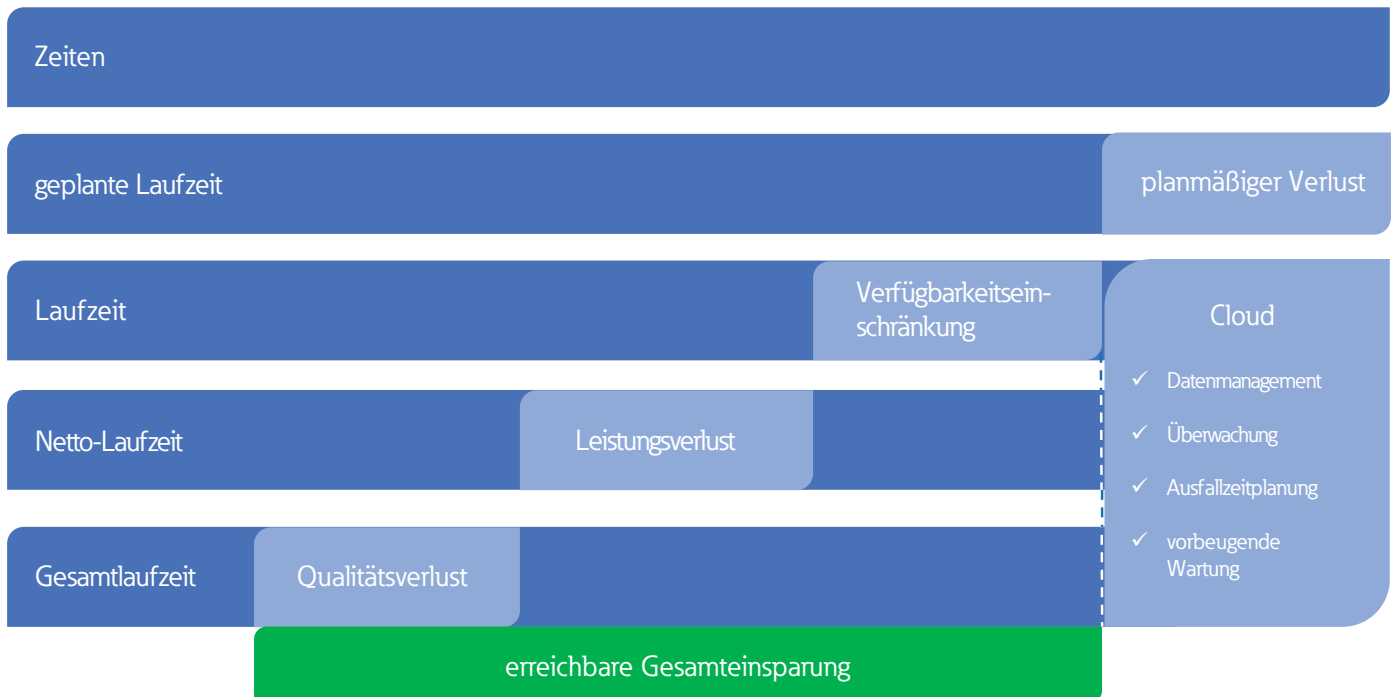 Zeiten
geplante Laufzeit
planmäßiger Verlust
Laufzeit
Verfügbarkeitsein-
schränkung
Cloud
✓ Datenmanagement
✓ Überwachung
✓ Ausfallzeitplanung
✓ vorbeugende
Wartung
Netto-Laufzeit
Leistungsverlust
Gesamtlaufzeit
Qualitätsverlust
erreichbare Gesamteinsparung